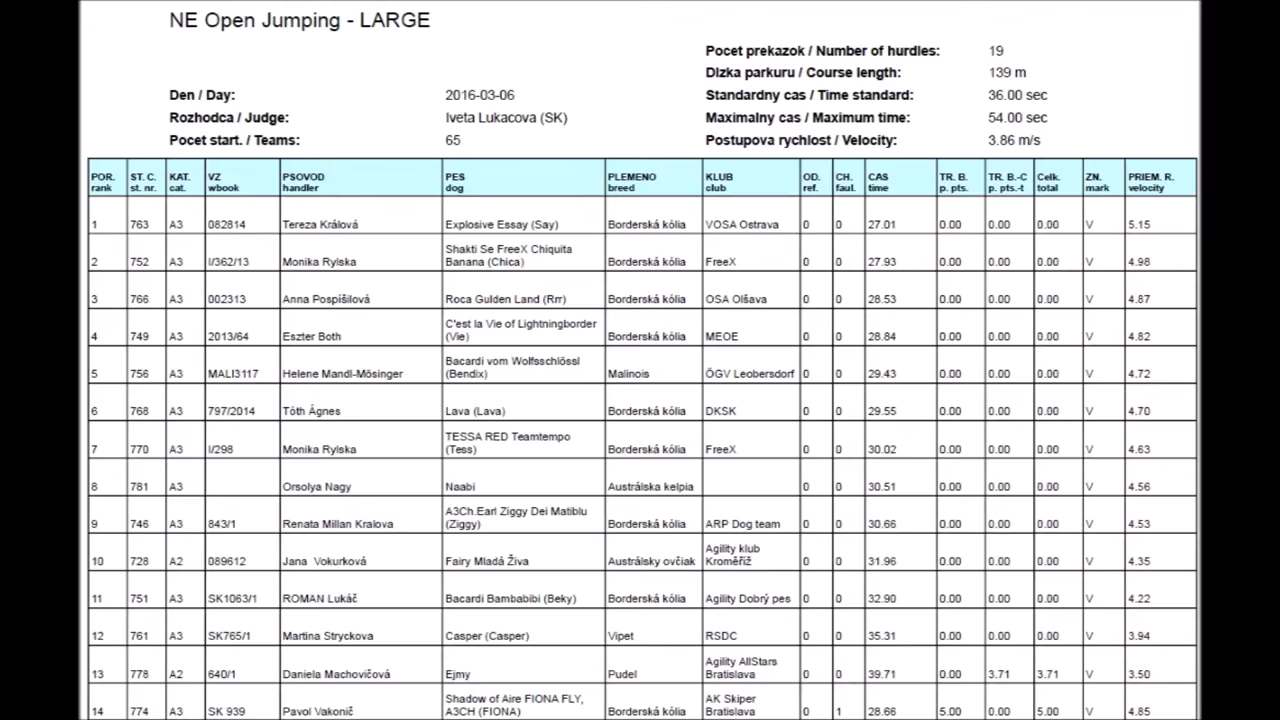 NE Open Jumping - LARGE
Pocet prekazok / Number of hurdles: 19
Dlzka parkuru / Course length: 139 m
Den / Day: 2016-03-06 Standardny cas / Time standard: 36.00 sec
Rozhodca / Judge: Iveta Lukacova (SK) Maximalny cas / Maximum time: 54.00 sec
Pocet start. / Teams: 65 Postupova rychlost / Velocity: 3.86 m/s
POR. ST. C. KAT. VZ PSOVOD PES PLEMENO KLUB OD. CH. CAS TR. B. TR. B.-C Celk. ZN. PRIEM. R.
rank st. nr. cat. wbook handler dog breed club ref. faul. time p. pts. p. pts.-t total mark velocity
1 763 A3 082814 Tereza Králová Explosive Essay (Say) Borderská kólia VOSA Ostrava 0 0 27.01 0.00 0.00 0.00 V 5.15
Shakti Se FreeX Chiquita
2 752 A3 I/362/13 Monika Rylska Banana (Chica) Borderská kólia FreeX 0 0 27.93 0.00 0.00 0.00 V 4.98
3 766 A3 002313 Anna Pospíšilová Roca Gulden Land (Rrr) Borderská kólia OSA Olšava 0 0 28.53 0.00 0.00 0.00 V 4.87
C'est la Vie of Lightningborder
4 749 A3 2013/64 Eszter Both (Vie) Borderská kólia MEOE 0 0 28.84 0.00 0.00 0.00 V 4.82
Bacardi vom Wolfsschlössl
5 756 A3 MALI3117 Helene Mandl-Mösinger (Bendix) Malinois ÖGV Leobersdorf 0 0 29.43 0.00 0.00 0.00 V 4.72
6 768 A3 797/2014 Tóth Ágnes Lava (Lava) Borderská kólia DKSK 0 0 29.55 0.00 0.00 0.00 V 4.70
TESSA RED Teamtempo
7 770 A3 I/298 Monika Rylska (Tess) Borderská kólia FreeX 0 0 30.02 0.00 0.00 0.00 V 4.63
8 781 A3 Orsolya Nagy Naabi Austrálska kelpia 0 0 30.51 0.00 0.00 0.00 V 4.56
A3Ch.Earl Ziggy Dei Matiblu
9 746 A3 843/1 Renata Millan Kralova (Ziggy) Borderská kólia ARP Dog team 0 0 30.66 0.00 0.00 0.00 V 4.53
Agility klub
10 728 A2 089612 Jana Vokurková Fairy Mladá Živa Austrálsky ovčiak Kroměříž 0 0 31.96 0.00 0.00 0.00 V 4.35
11 751 A3 SK1063/1 ROMAN Lukáč Bacardi Bambabibi (Beky) Borderská kólia Agility Dobrý pes 0 0 32.90 0.00 0.00 0.00 V 4.22
12 761 A3 SK765/1 Martina Stryckova Casper (Casper) Vipet RSDC 0 0 35.31 0.00 0.00 0.00 V 3.94
Agility AllStars
13 778 A2 640/1 Daniela Machovičová Ejmy Pudel Bratislava 0 0 39.71 0.00 3.71 3.71 V 3.50
Shadow of Aire FIONA FLY, AK Skiper
14 774 A3 SK 939 Pavol Vakonič A3CH (FIONA) Borderská kólia Bratislava 0 1 28.66 5.00 0.00 5.00 V 4.85